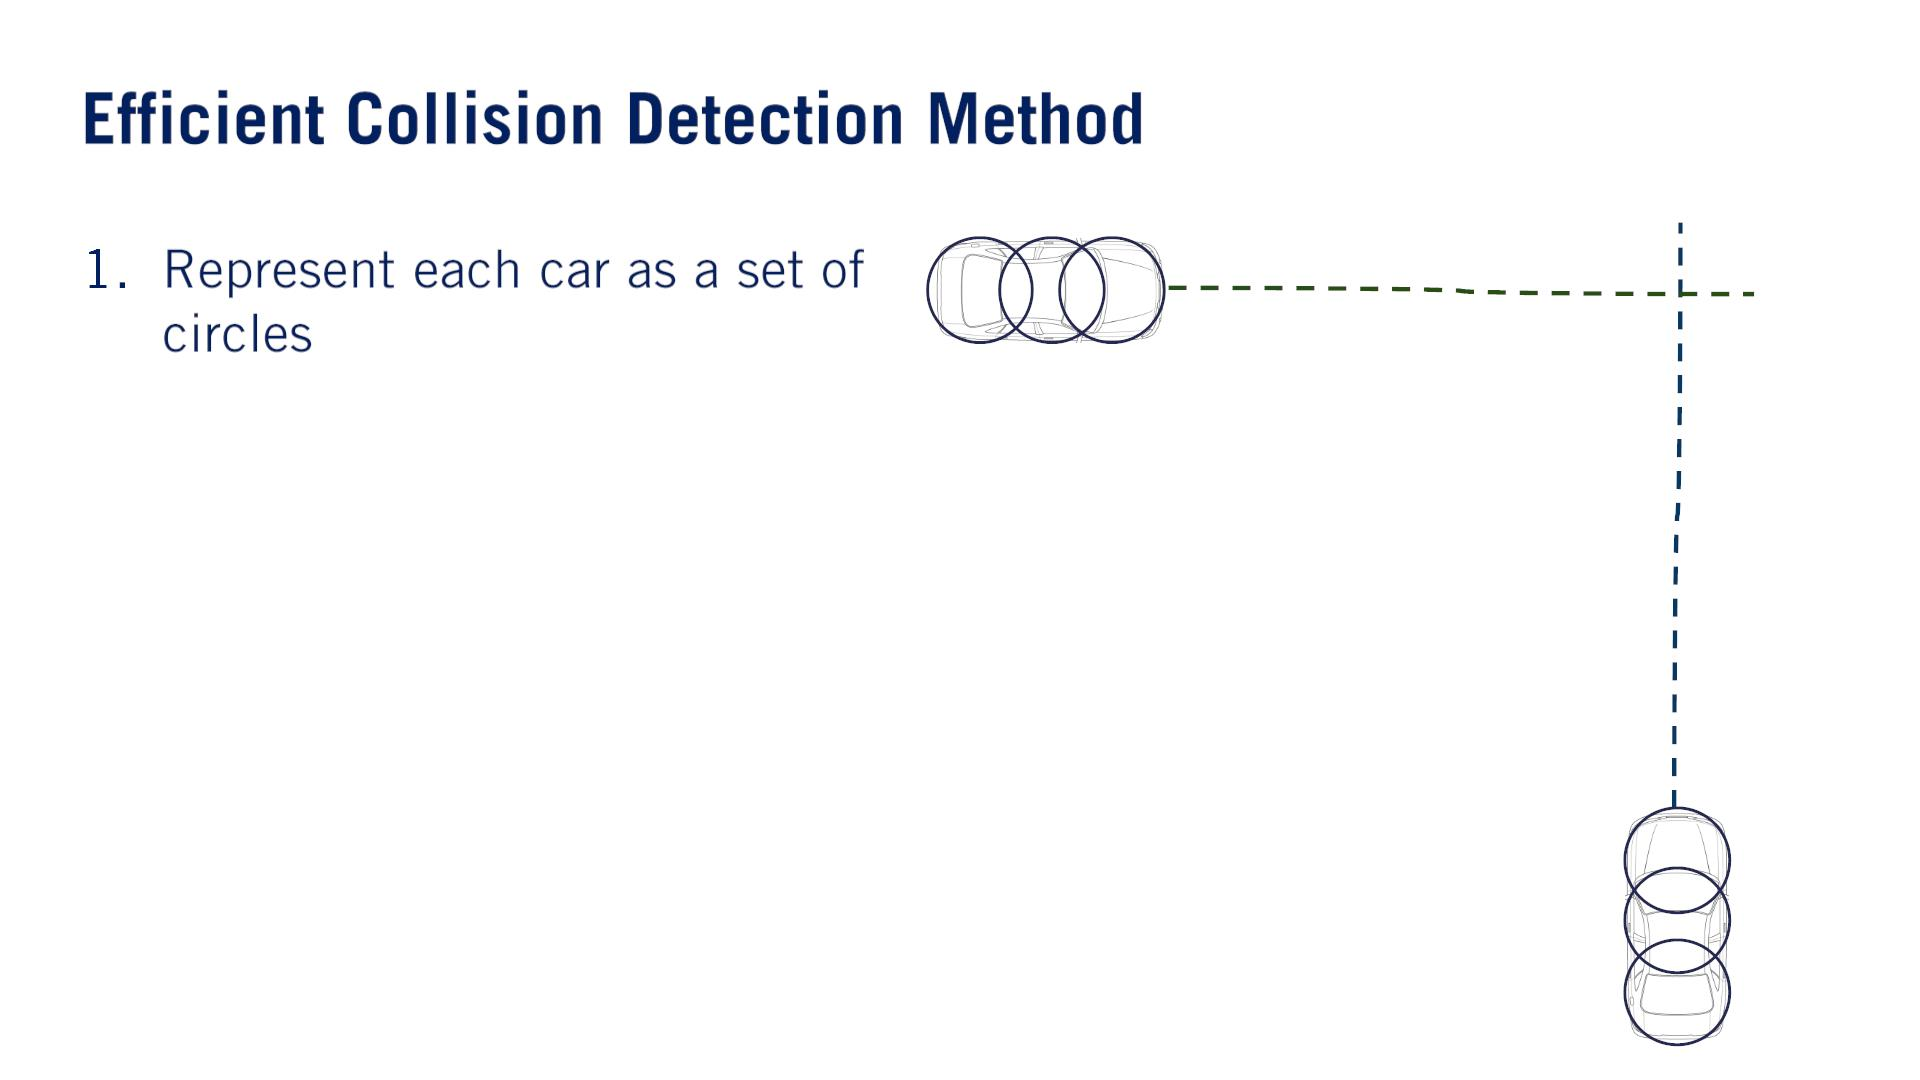 Efficient Collision Detection Method
1. Represent each car as a set of
circles